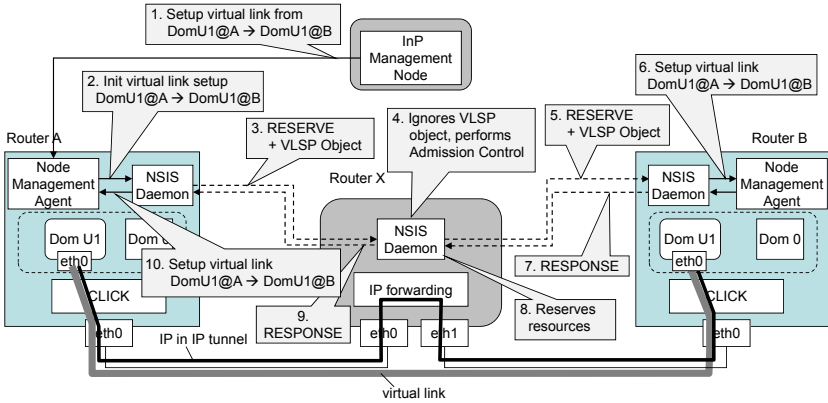 1. Setup virtual link from
DomU1@A → DomU1@B
InP
Management
Node
2. Init virtual link setup
DomU1@A → DomU1@B
6. Setup virtual link
DomU1@A → DomU1@B
3. RESERVE
+ VLSP Object
4. Ignores VLSP
object, performs
Admission Control
5. RESERVE
+ VLSP Object
Router A
Router B
Node
Management
Agent
NSIS
Daemon
Router X
NSIS
Daemon
NSIS
Daemon
Node
Management
Agent
Dom U1
eth0
Dom 0
10. Setup virtual link
DomU1@A → DomU1@B
7. RESPONSE
Dom U1
eth0
Dom 0
CLICK
IP forwarding
CLICK
9.
RESPONSE
8. Reserves
resources
eth0
eth0
eth1
eth0
IP in IP tunnel
virtual link